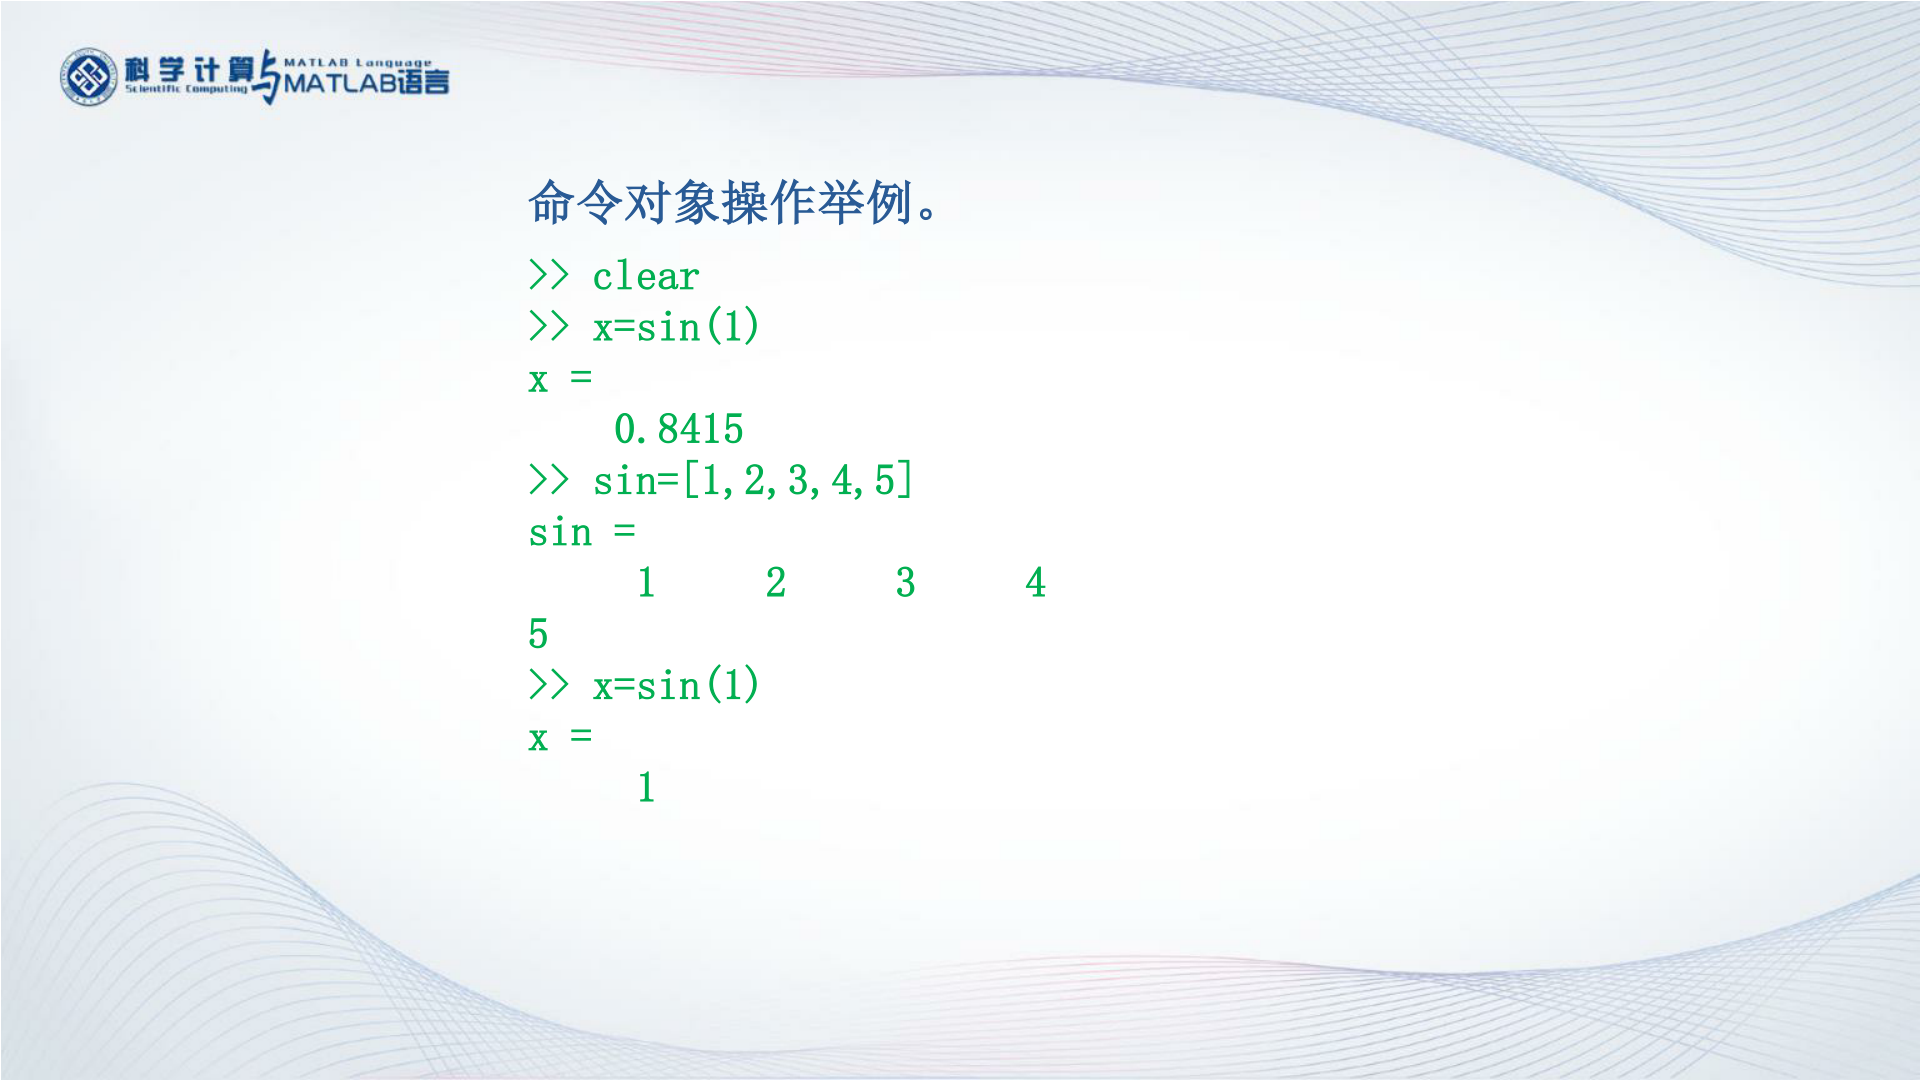 科学计算与MATLAB语言
Scientific Computing
MATLAB Language
命令对象操作举例。
>> clear
>> x=sin(1)
x =
    0.8415
>> sin=[1,2,3,4,5]
sin =
     1     2     3     4
5
>> x=sin(1)
x =
     1